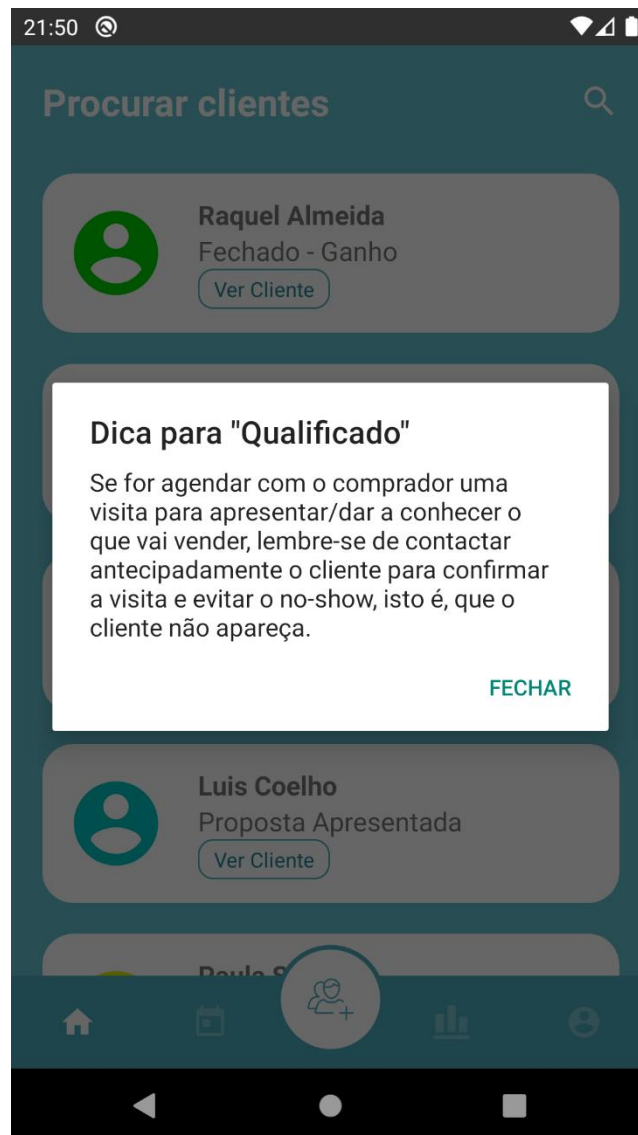 21:50
Procurar clientes
Raquel Almeida
Fechado - Ganho
Ver Cliente
Dica para "Qualificado"
Se for agendar com o comprador uma
visita para apresentar/dar a conhecer o
que vai vender, lembre-se de contactar
antecipadamente o cliente para confirmar
a visita e evitar o no-show, isto é, que o
cliente não apareça.
FECHAR
Luis Coelho
Proposta Apresentada
Ver Cliente
Paula